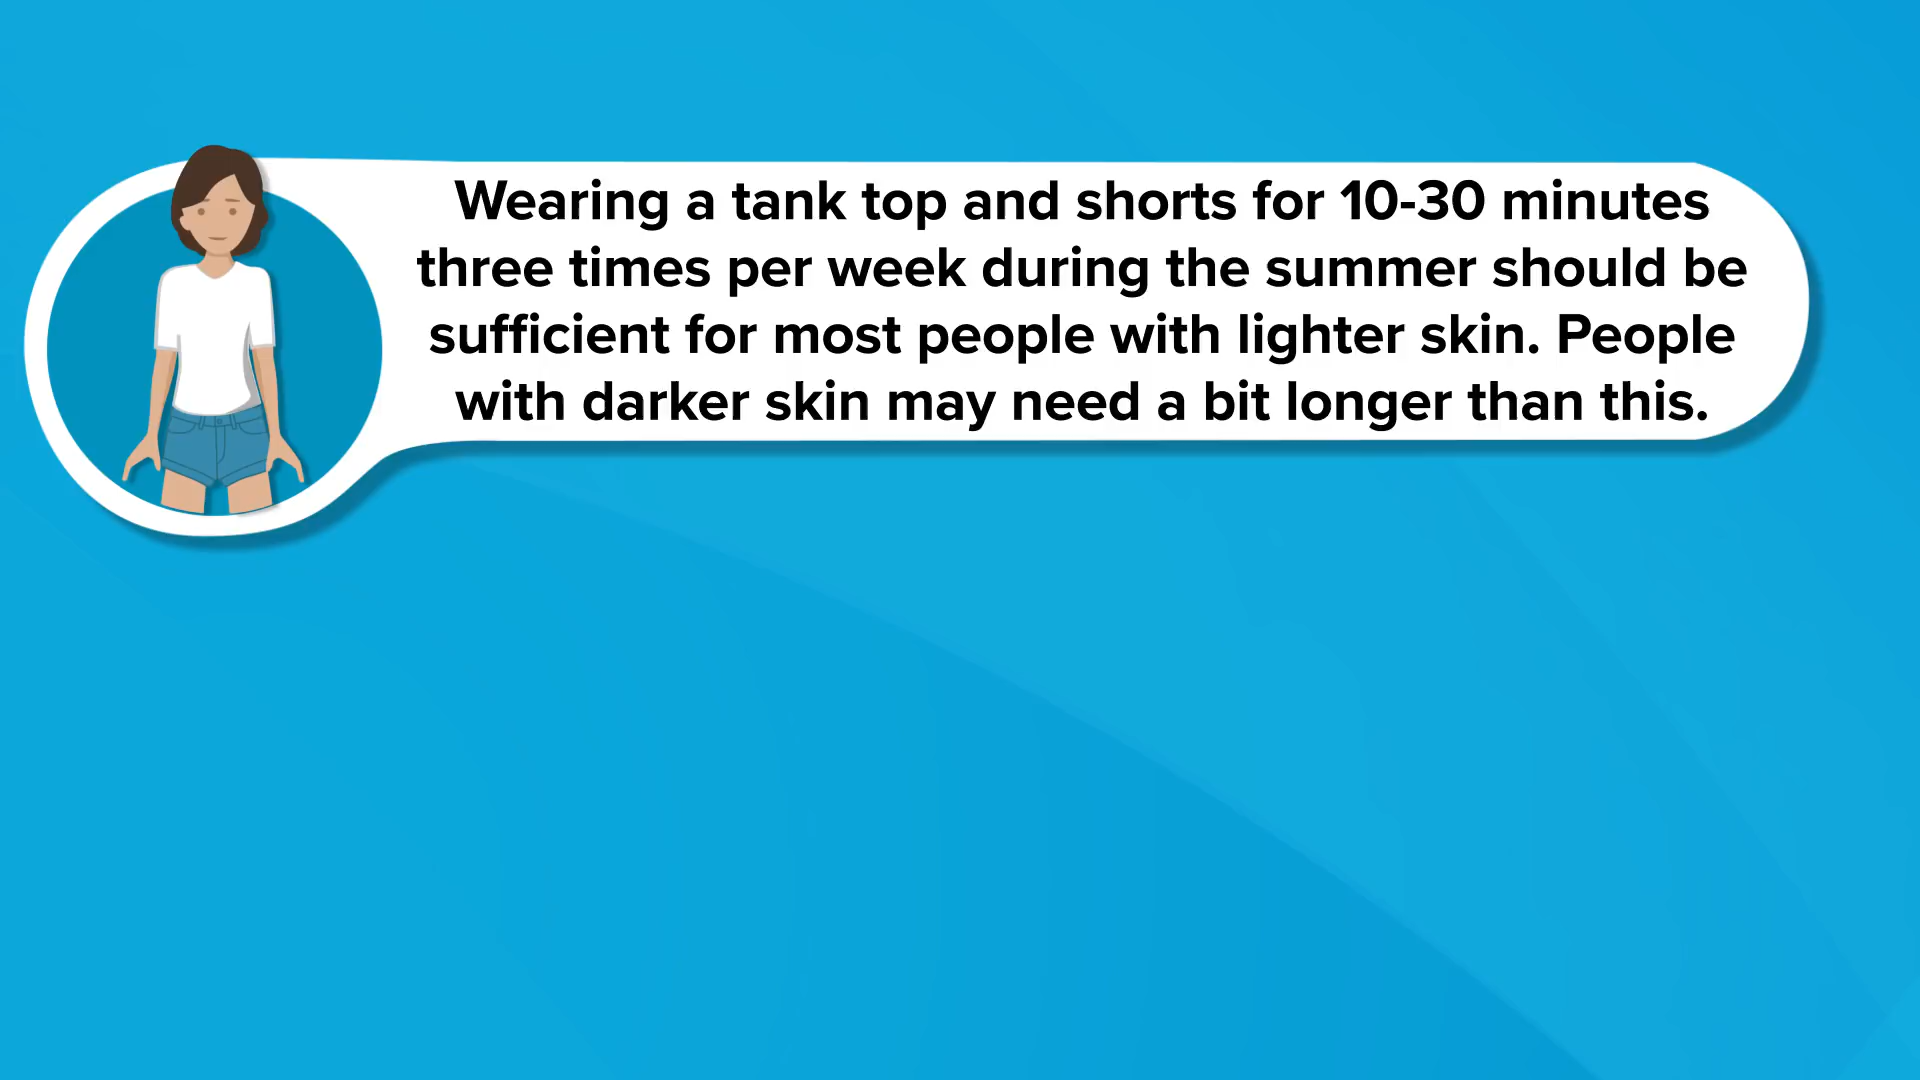 Wearing a tank top and shorts for 10-30 minutes
three times per week during the summer should be
sufficient for most people with lighter skin. People
with darker skin may need a bit longer than this.